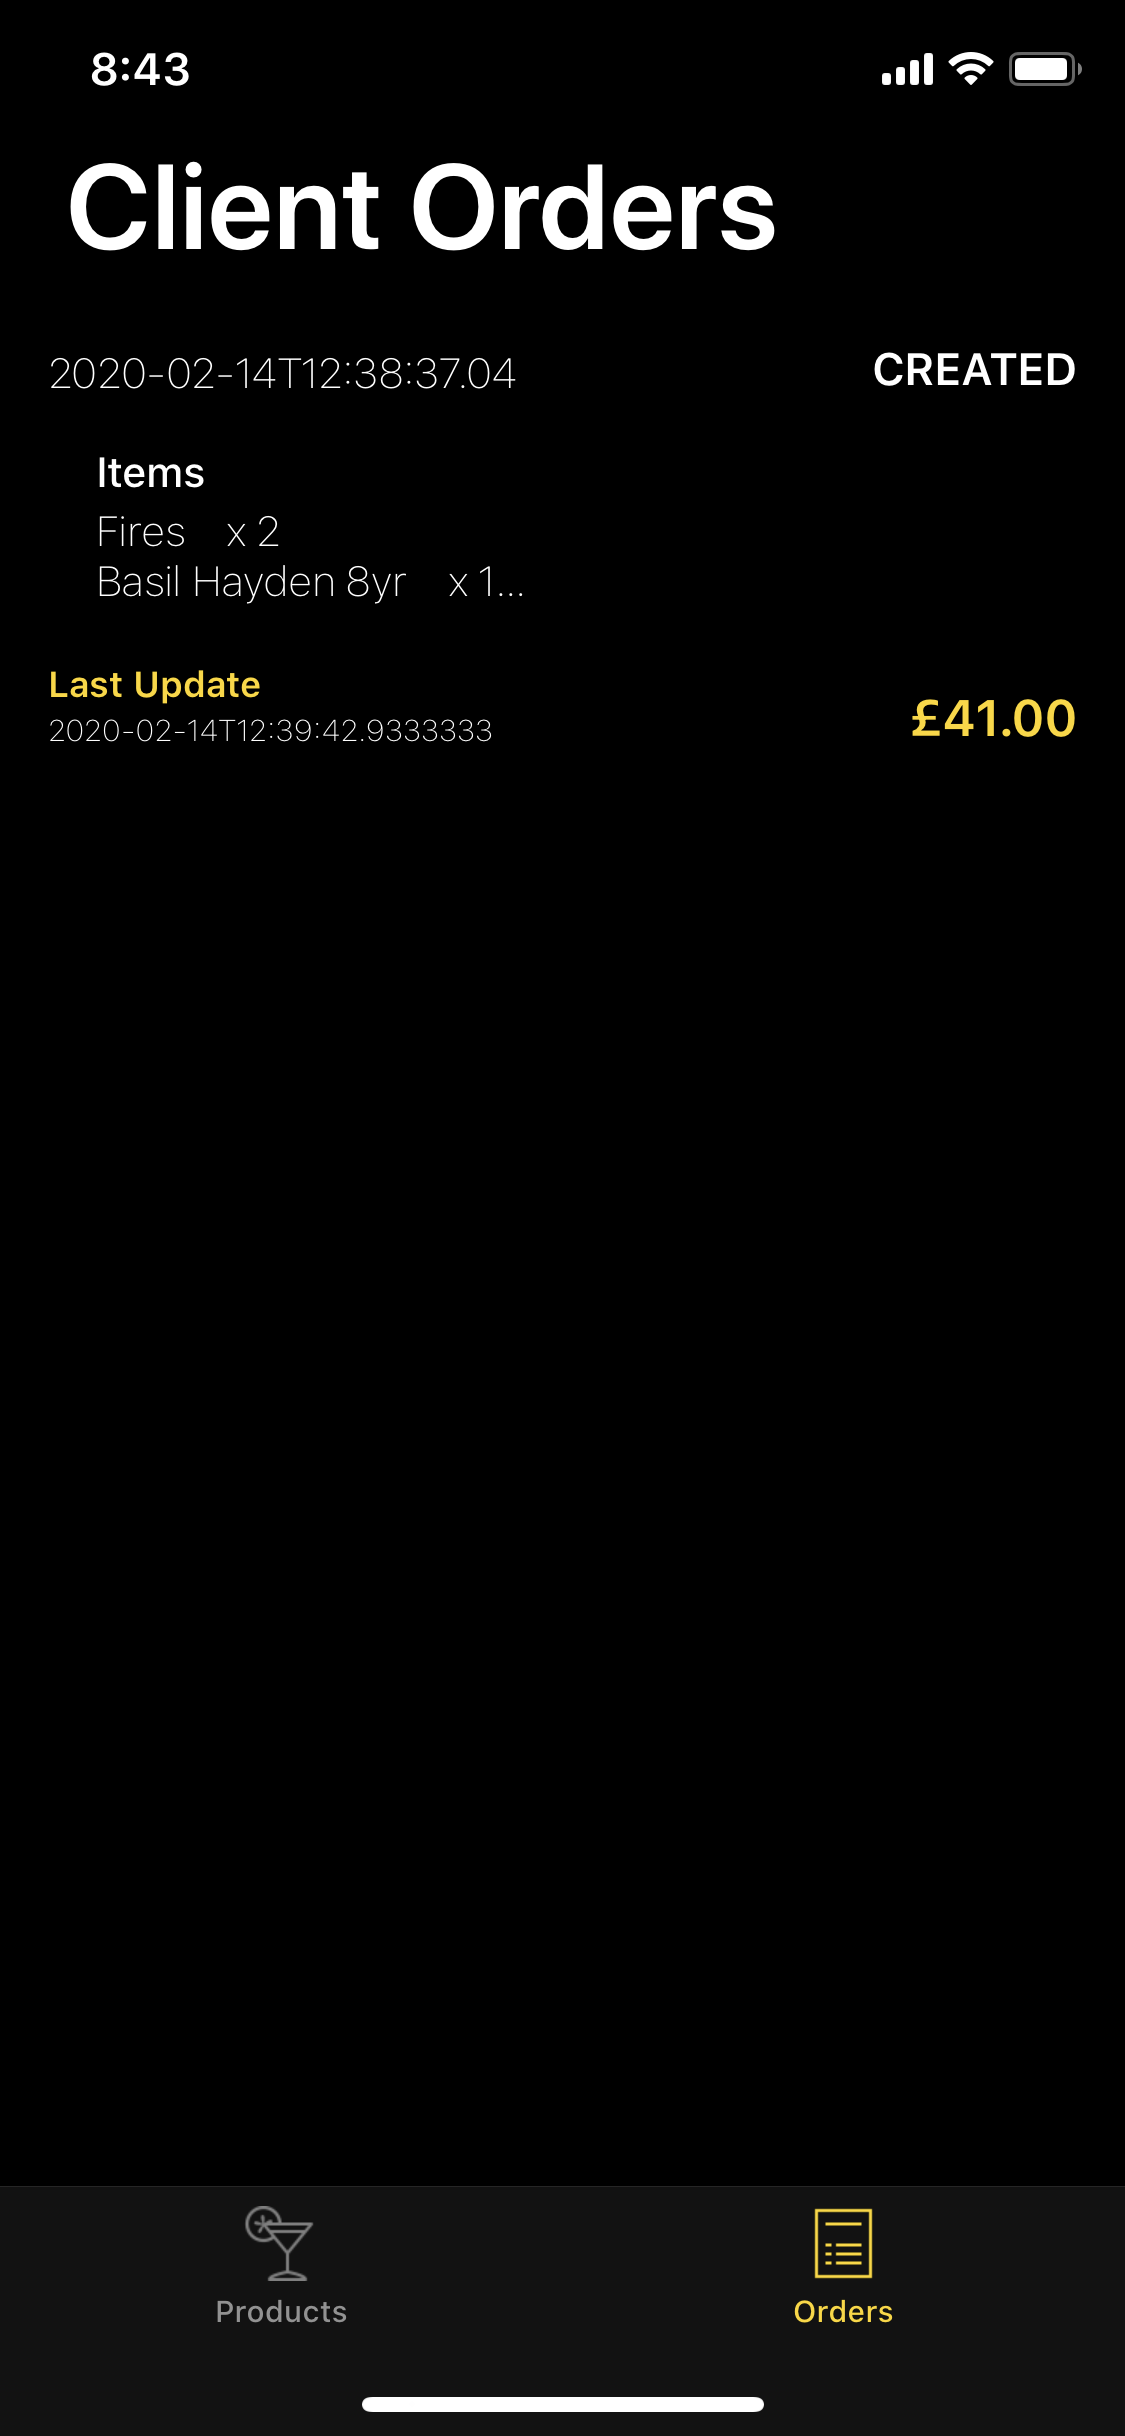 8:43
Client Orders
2020-02-14T12:38:37.04 CREATED
Items
Fires x 2
Basil Hayden 8yr x 1...
Last Update
2020-02-14T12:39:42.9333333 £41.00
Products Orders